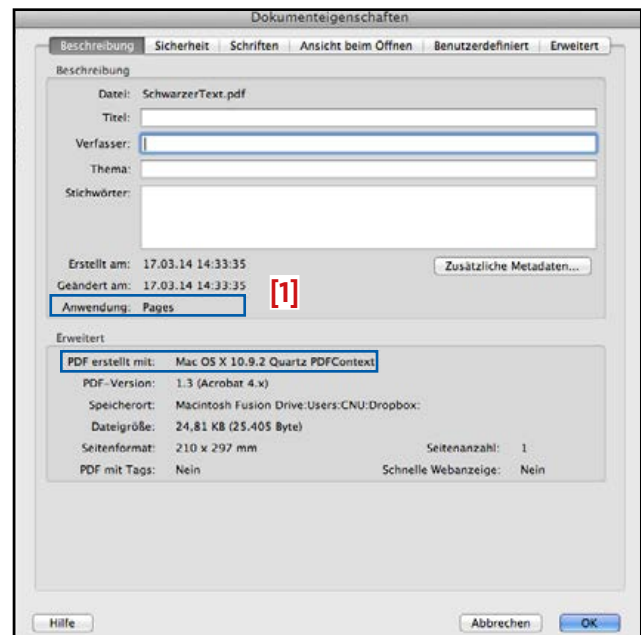 Dokumenteigenschaften
Beschreibung Sicherheit Schriften Ansicht beim Öffnen Benutzerdefiniert Erweitert
Beschreibung
Datei: SchwarzerText.pdf
Titel:
Verfasser:
Thema:
Stichwörter:
Erstellt am: 17.03.14 14:33:35 Zusätzliche Metadaten...
Geändert am: 17.03.14 14:33:35
[1]
Anwendung: Pages
Erweitert
PDF erstellt mit: Mac OS X 10.9.2 Quartz PDFContext
PDF-Version: 1.3 (Acrobat 4.x)
Speicherort: Macintosh Fusion Drive:Users:CNU:Dropbox:
Dateigröße: 24,81 KB (25.405 Byte)
Seitenformat: 210 x 297 mm Seitenanzahl: 1
PDF mit Tags: Nein Schnelle Webanzeige: Nein
Hilfe Abbrechen OK